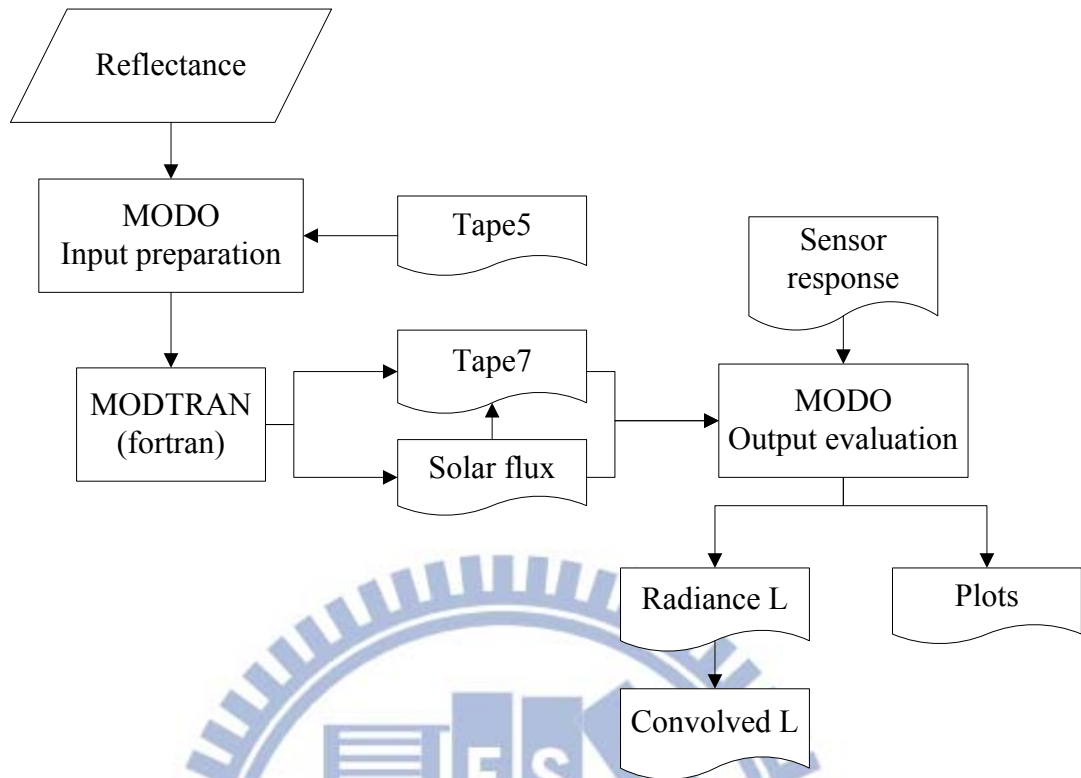 Reflectance
MODO
Input preparation
Tape5
Sensor
response
MODTRAN
(fortran)
Tape7
Solar flux
MODO
Output evaluation
Radiance L
Plots
Convolved L
E S